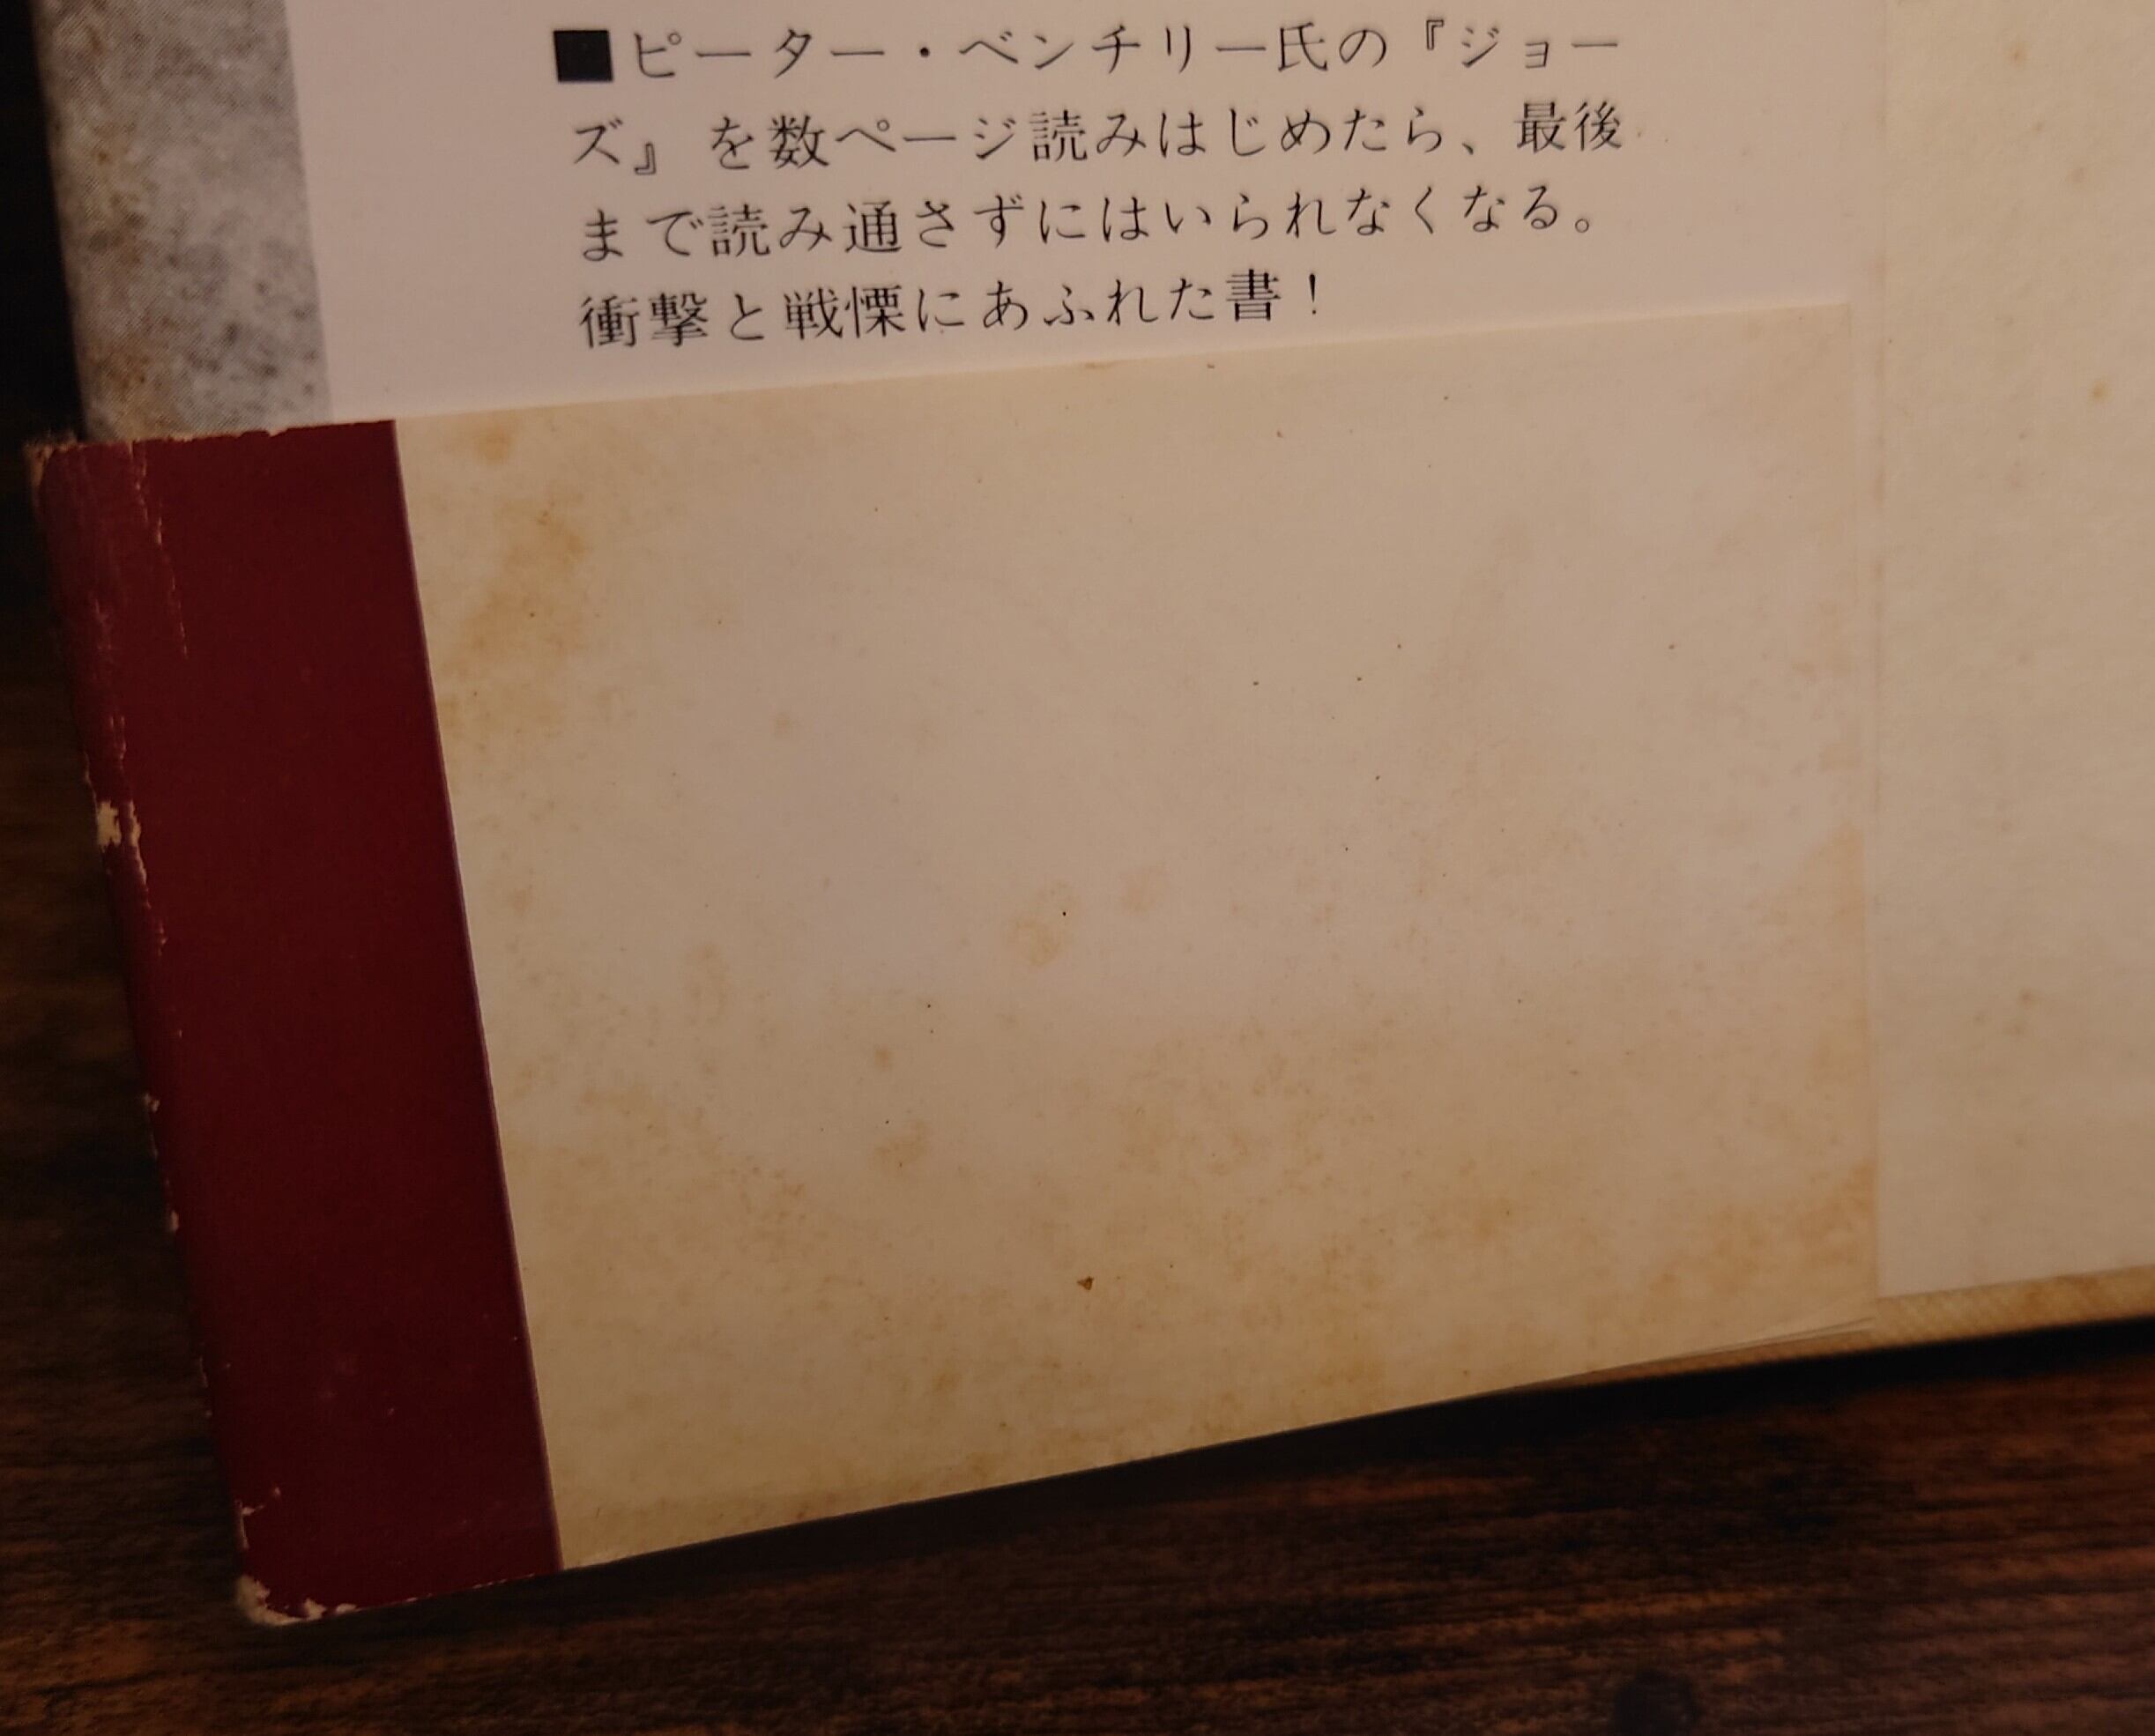 ■ピーター・ベンチリー氏の『ジョー
ズ』を数ページ読みはじめたら、最後
まで読み通さずにはいられなくなる。
衝撃と戦慄にあふれた書！